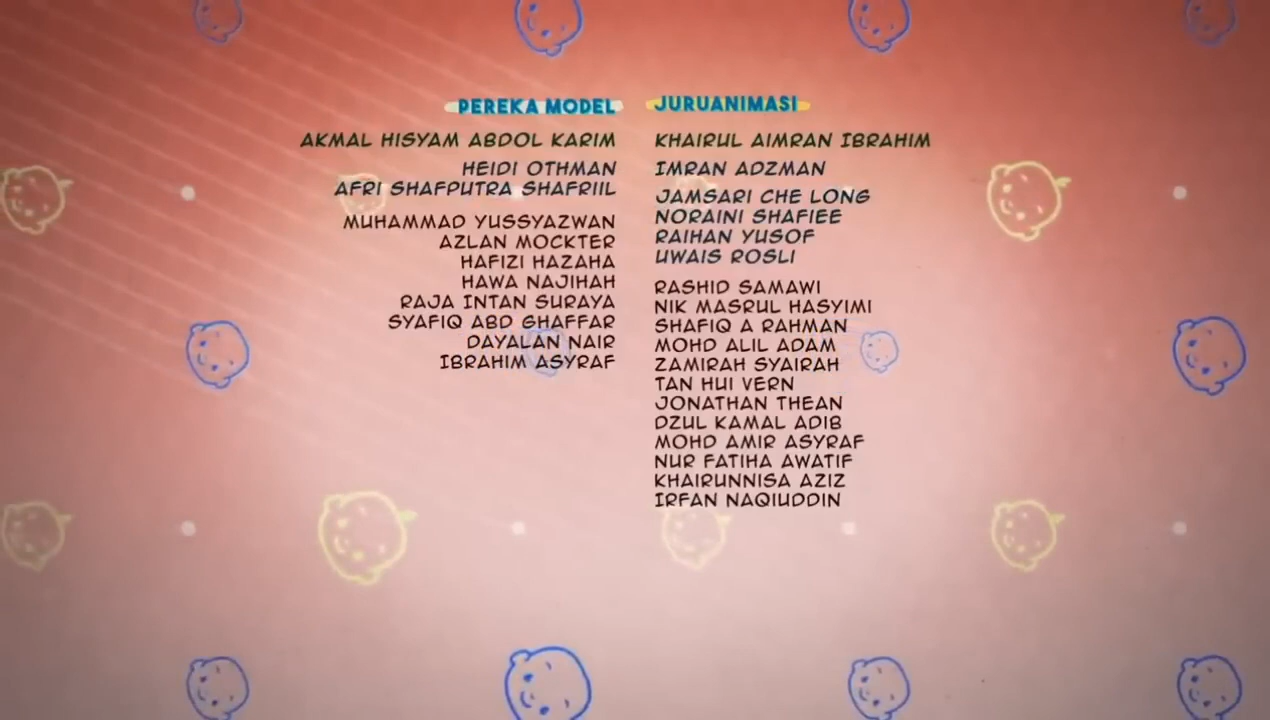 PEREKA MODEL
AKMAL HISYAM ABDOL KARIM
HEIDI OTHMAN
AFRI SHAFPUTRA SHAFRIIL
MUHAMMAD YUSSYAZWAN
AZLAN MOCKTER
HAFIZI HAZAHA
HAWA NAJIHAH
RAJA INTAN SURAYA
SYAFIQ ABD GHAFFAR
DAYALAN NAIR
IBRAHIM ASYRAF
JURUANIMASI
KHAIRUL AIMRAN IBRAHIM
IMRAN ADZMAN
JAMSARI CHE LONG
NORAINI SHAFIEE
RAIHAN YUSOF
UWAIS ROSLI
RASHID SAMAWI
NIK MASRUL HASYIMI
SHAFIQ A RAHMAN
MOHD ALIL ADAM
ZAMIRAH SYAIRAH
TAN HUI VERN
JONATHAN THEAN
DZUL KAMAL ADIB
MOHD AMIR ASYRAF
NUR FATIHA AWATIF
KHAIRUNNISA AZIZ
IRFAN NAQIUDDIN